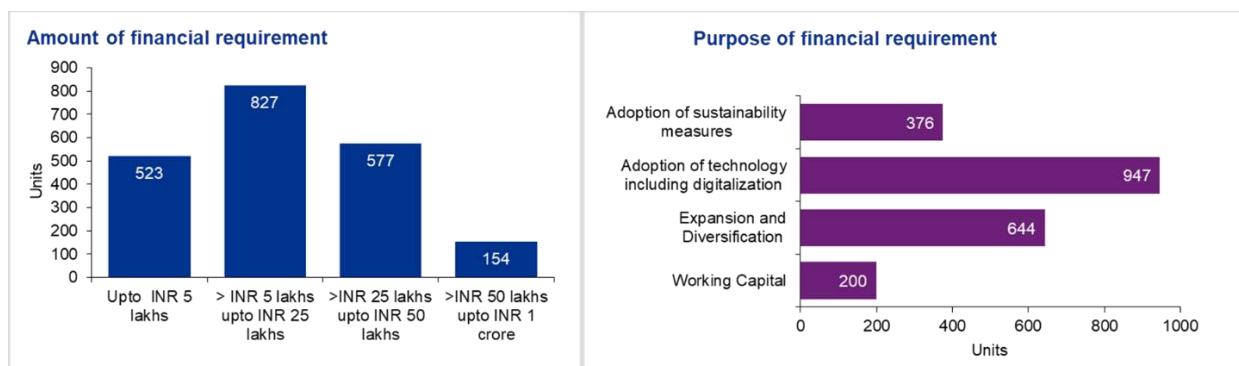 Amount of financial requirement
900
800
700
600
500
400
300
200
100
0
Units
523
827
577
154
Upto INR 5
lakhs
> INR 5 lakhs
upto INR 25
lakhs
>INR 25 lakhs
upto INR 50
lakhs
>INR 50 lakhs
upto INR 1
crore
Purpose of financial requirement
Adoption of sustainability
measures
376
Adoption of technology
including digitalization
947
Expansion and
Diversification
644
Working Capital
200
0
200
400
600
800
1000
Units